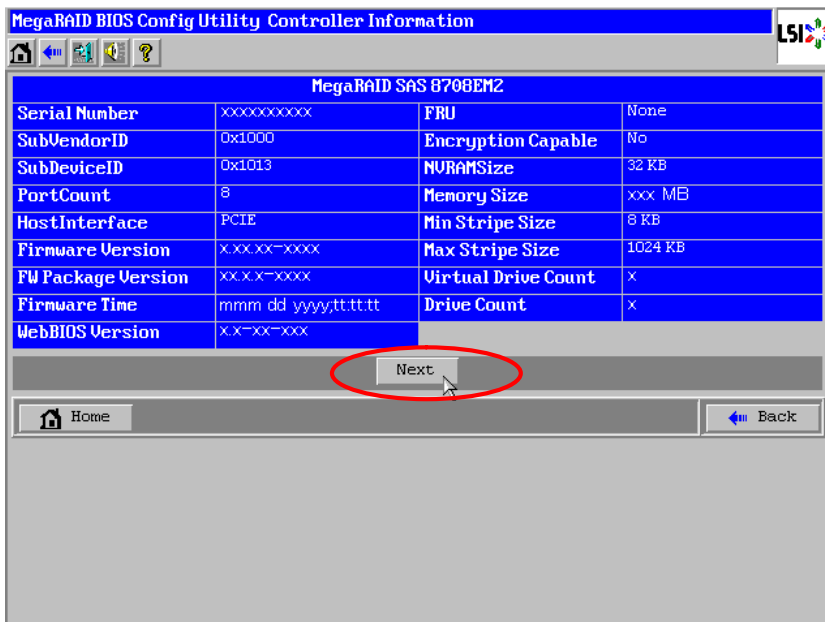 MegaRAID BIOS Config Utility Controller Information
LSI
MegaRAID SAS 8708EM2
Serial Number xxxxxxxxxx FRU None
SubVendorID 0x1000 Encryption Capable No
SubDeviceID 0x1013 NVRAMSize 32 KB
PortCount 8 Memory Size xxx MB
HostInterface PCIE Min Stripe Size 8 KB
Firmware Version x.xx.xx-xxxx Max Stripe Size 1024 KB
FW Package Version xx.x.x-xxxx Virtual Drive Count x
Firmware Time mmm dd yyyy;tt:tt:tt Drive Count x
WebBIOS Version x.x-xx-xxx
Next
Home Back